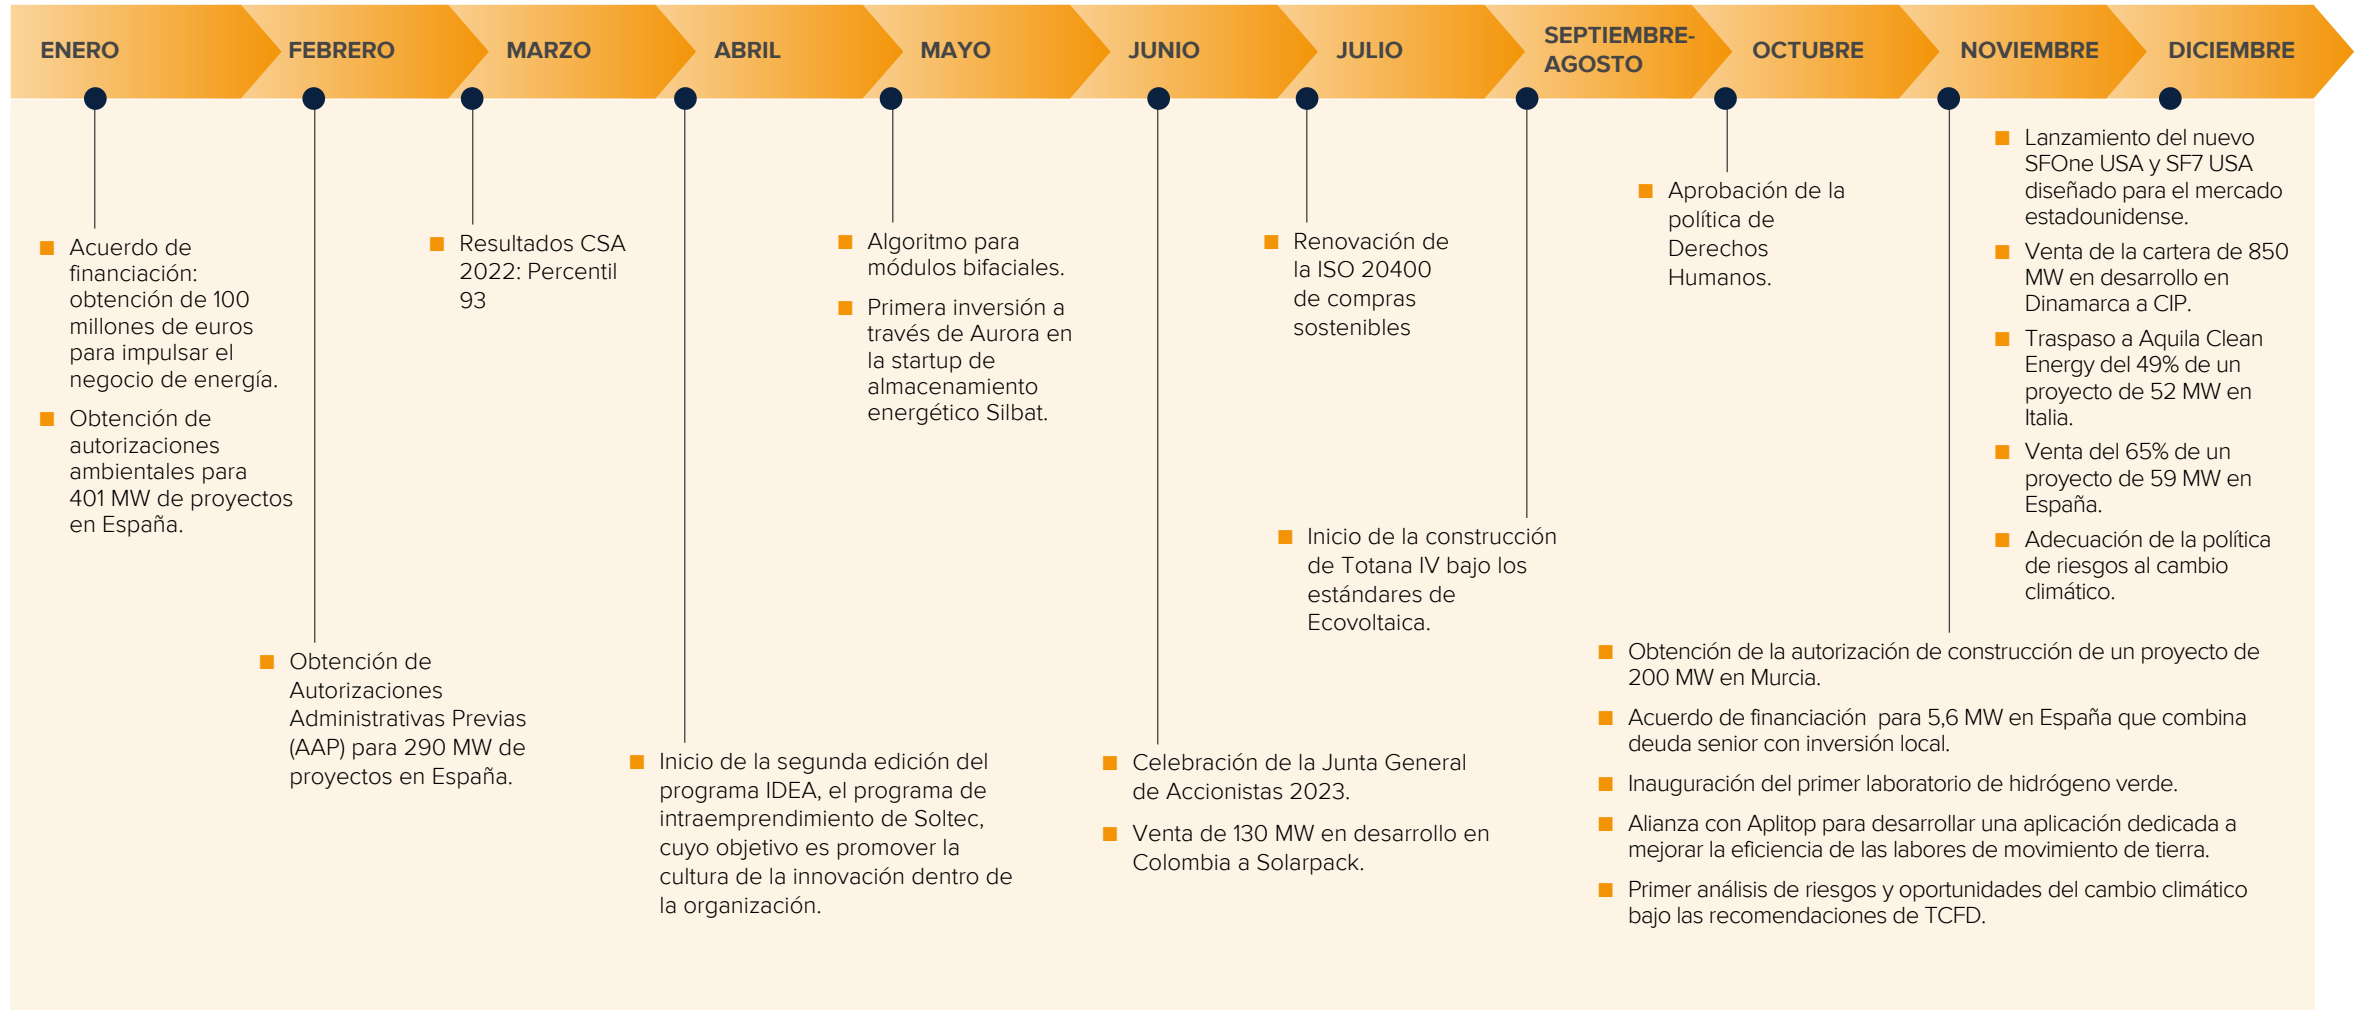 ENERO
FEBRERO
MARZO
ABRIL
MAYO
JUNIO
JULIO
SEPTIEMBRE-
AGOSTO
OCTUBRE
NOVIEMBRE
DICIEMBRE
■ Acuerdo de
financiación:
obtención de 100
millones de euros
para impulsar el
negocio de energía.
■ Obtención de
autorizaciones
ambientales para
401 MW de proyectos
en España.
■ Obtención de
Autorizaciones
Administrativas Previas
(AAP) para 290 MW de
proyectos en España.
■ Resultados CSA
2022: Percentil
93
■ Inicio de la segunda edición del
programa IDEA, el programa de
intraemprendimiento de Soltec,
cuyo objetivo es promover la
cultura de la innovación dentro de
la organización.
■ Algoritmo para
módulos bifaciales.
■ Primera inversión a
través de Aurora en
la startup de
almacenamiento
energético Silbat.
■ Celebración de la Junta General
de Accionistas 2023.
■ Venta de 130 MW en desarrollo en
Colombia a Solarpack.
■ Renovación de
la ISO 20400
de compras
sostenibles
■ Inicio de la construcción
de Totana IV bajo los
estándares de
Ecovoltaica.
■ Aprobación de la
política de
Derechos
Humanos.
■ Obtención de la autorización de construcción de un proyecto de
200 MW en Murcia.
■ Acuerdo de financiación para 5,6 MW en España que combina
deuda senior con inversión local.
■ Inauguración del primer laboratorio de hidrógeno verde.
■ Alianza con Aplitop para desarrollar una aplicación dedicada a
mejorar la eficiencia de las labores de movimiento de tierra.
■ Primer análisis de riesgos y oportunidades del cambio climático
bajo las recomendaciones de TCFD.
■ Lanzamiento del nuevo
SFOne USA y SF7 USA
diseñado para el mercado
estadounidense.
■ Venta de la cartera de 850
MW en desarrollo en
Dinamarca a CIP.
■ Traspaso a Aquila Clean
Energy del 49% de un
proyecto de 52 MW en
Italia.
■ Venta del 65% de un
proyecto de 59 MW en
España.
■ Adecuación de la política
de riesgos al cambio
climático.